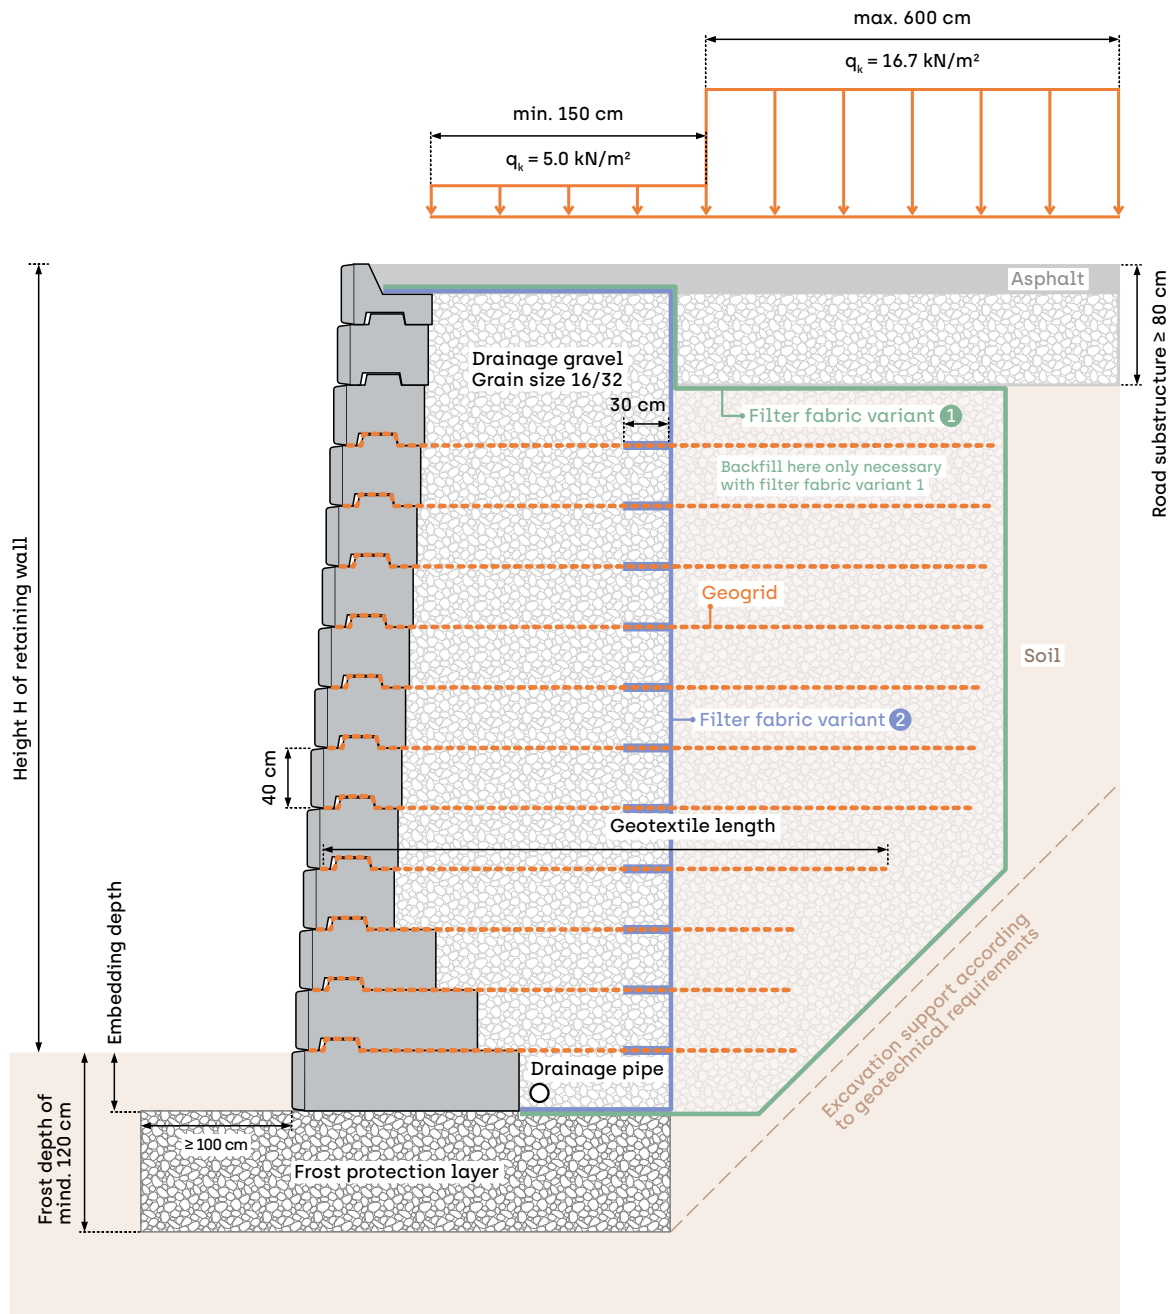 max. 600 cm
qk = 16.7 kN/m²
min. 150 cm
qk = 5.0 kN/m²
Asphalt
Road substructure ≥ 80 cm
Drainage gravel
Grain size 16/32
30 cm
Filter fabric variant 1
Backfill here only necessary
with filter fabric variant 1
Geogrid
Soil
Height H of retaining wall
Filter fabric variant 2
40 cm
Geotextile length
Embedding depth
Excavation support according
to geotechnical requirements
Drainage pipe
Frost depth of
mind. 120 cm
≥ 100 cm
Frost protection layer